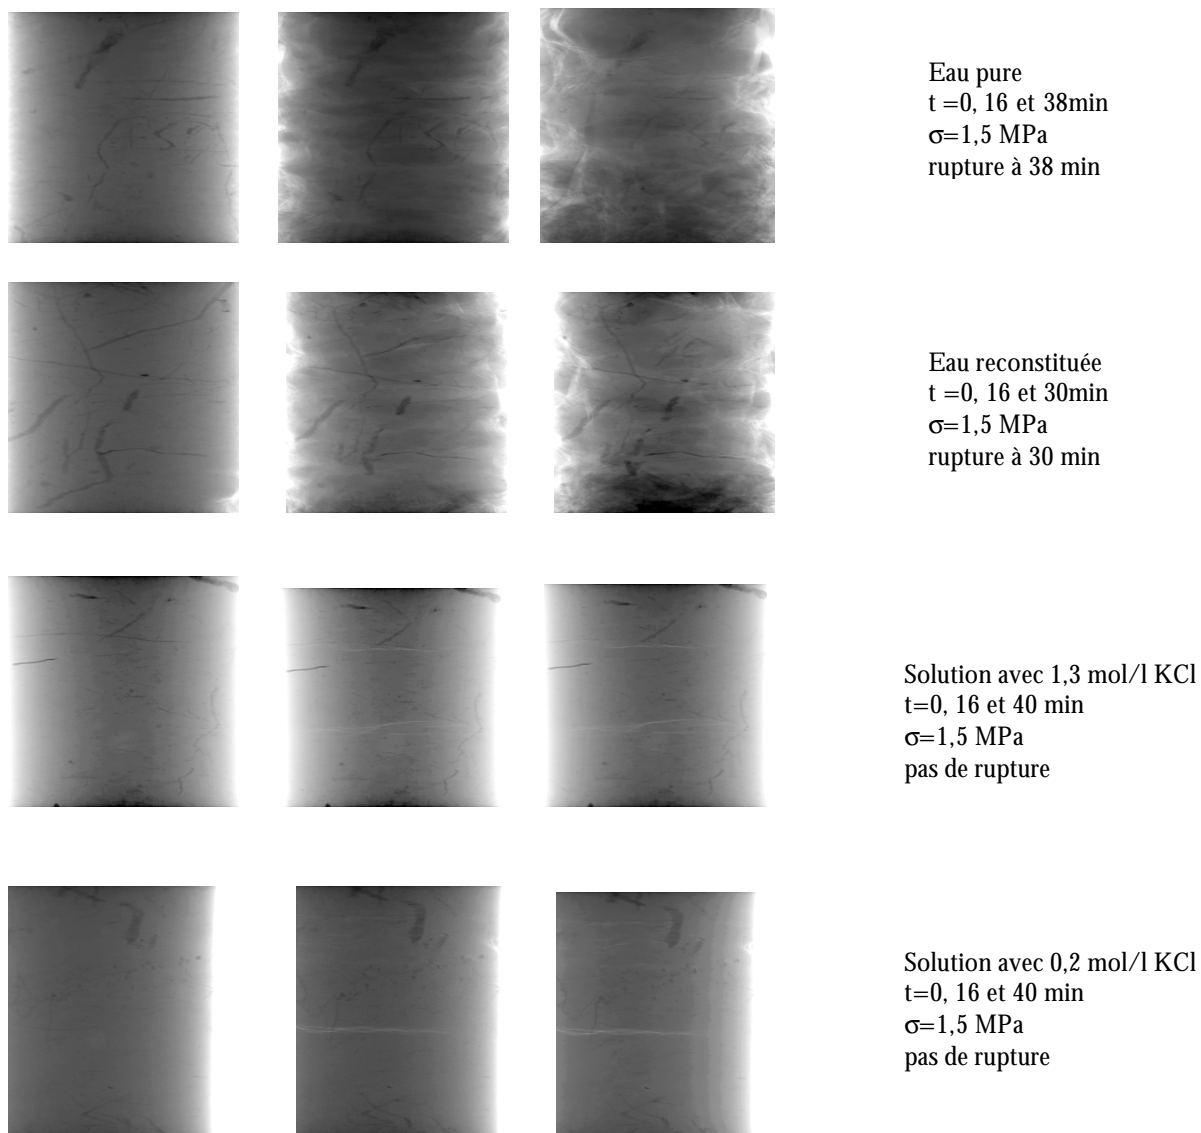 Eau pure
t =0, 16 et 38min
σ=1,5 MPa
rupture à 38 min
Eau reconstituée
t =0, 16 et 30min
σ=1,5 MPa
rupture à 30 min
Solution avec 1,3 mol/l KCl
t=0, 16 et 40 min
σ=1,5 MPa
pas de rupture
Solution avec 0,2 mol/l KCl
t=0, 16 et 40 min
σ=1,5 MPa
pas de rupture